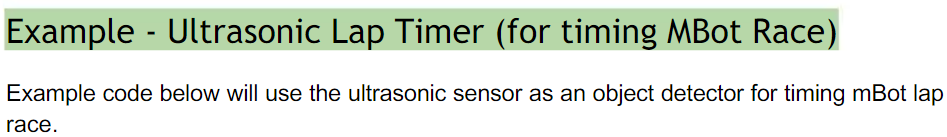 Example - Ultrasonic Lap Timer (for timing MBot Race)
Example code below will use the ultrasonic sensor as an object detector for timing mBot lap
race.